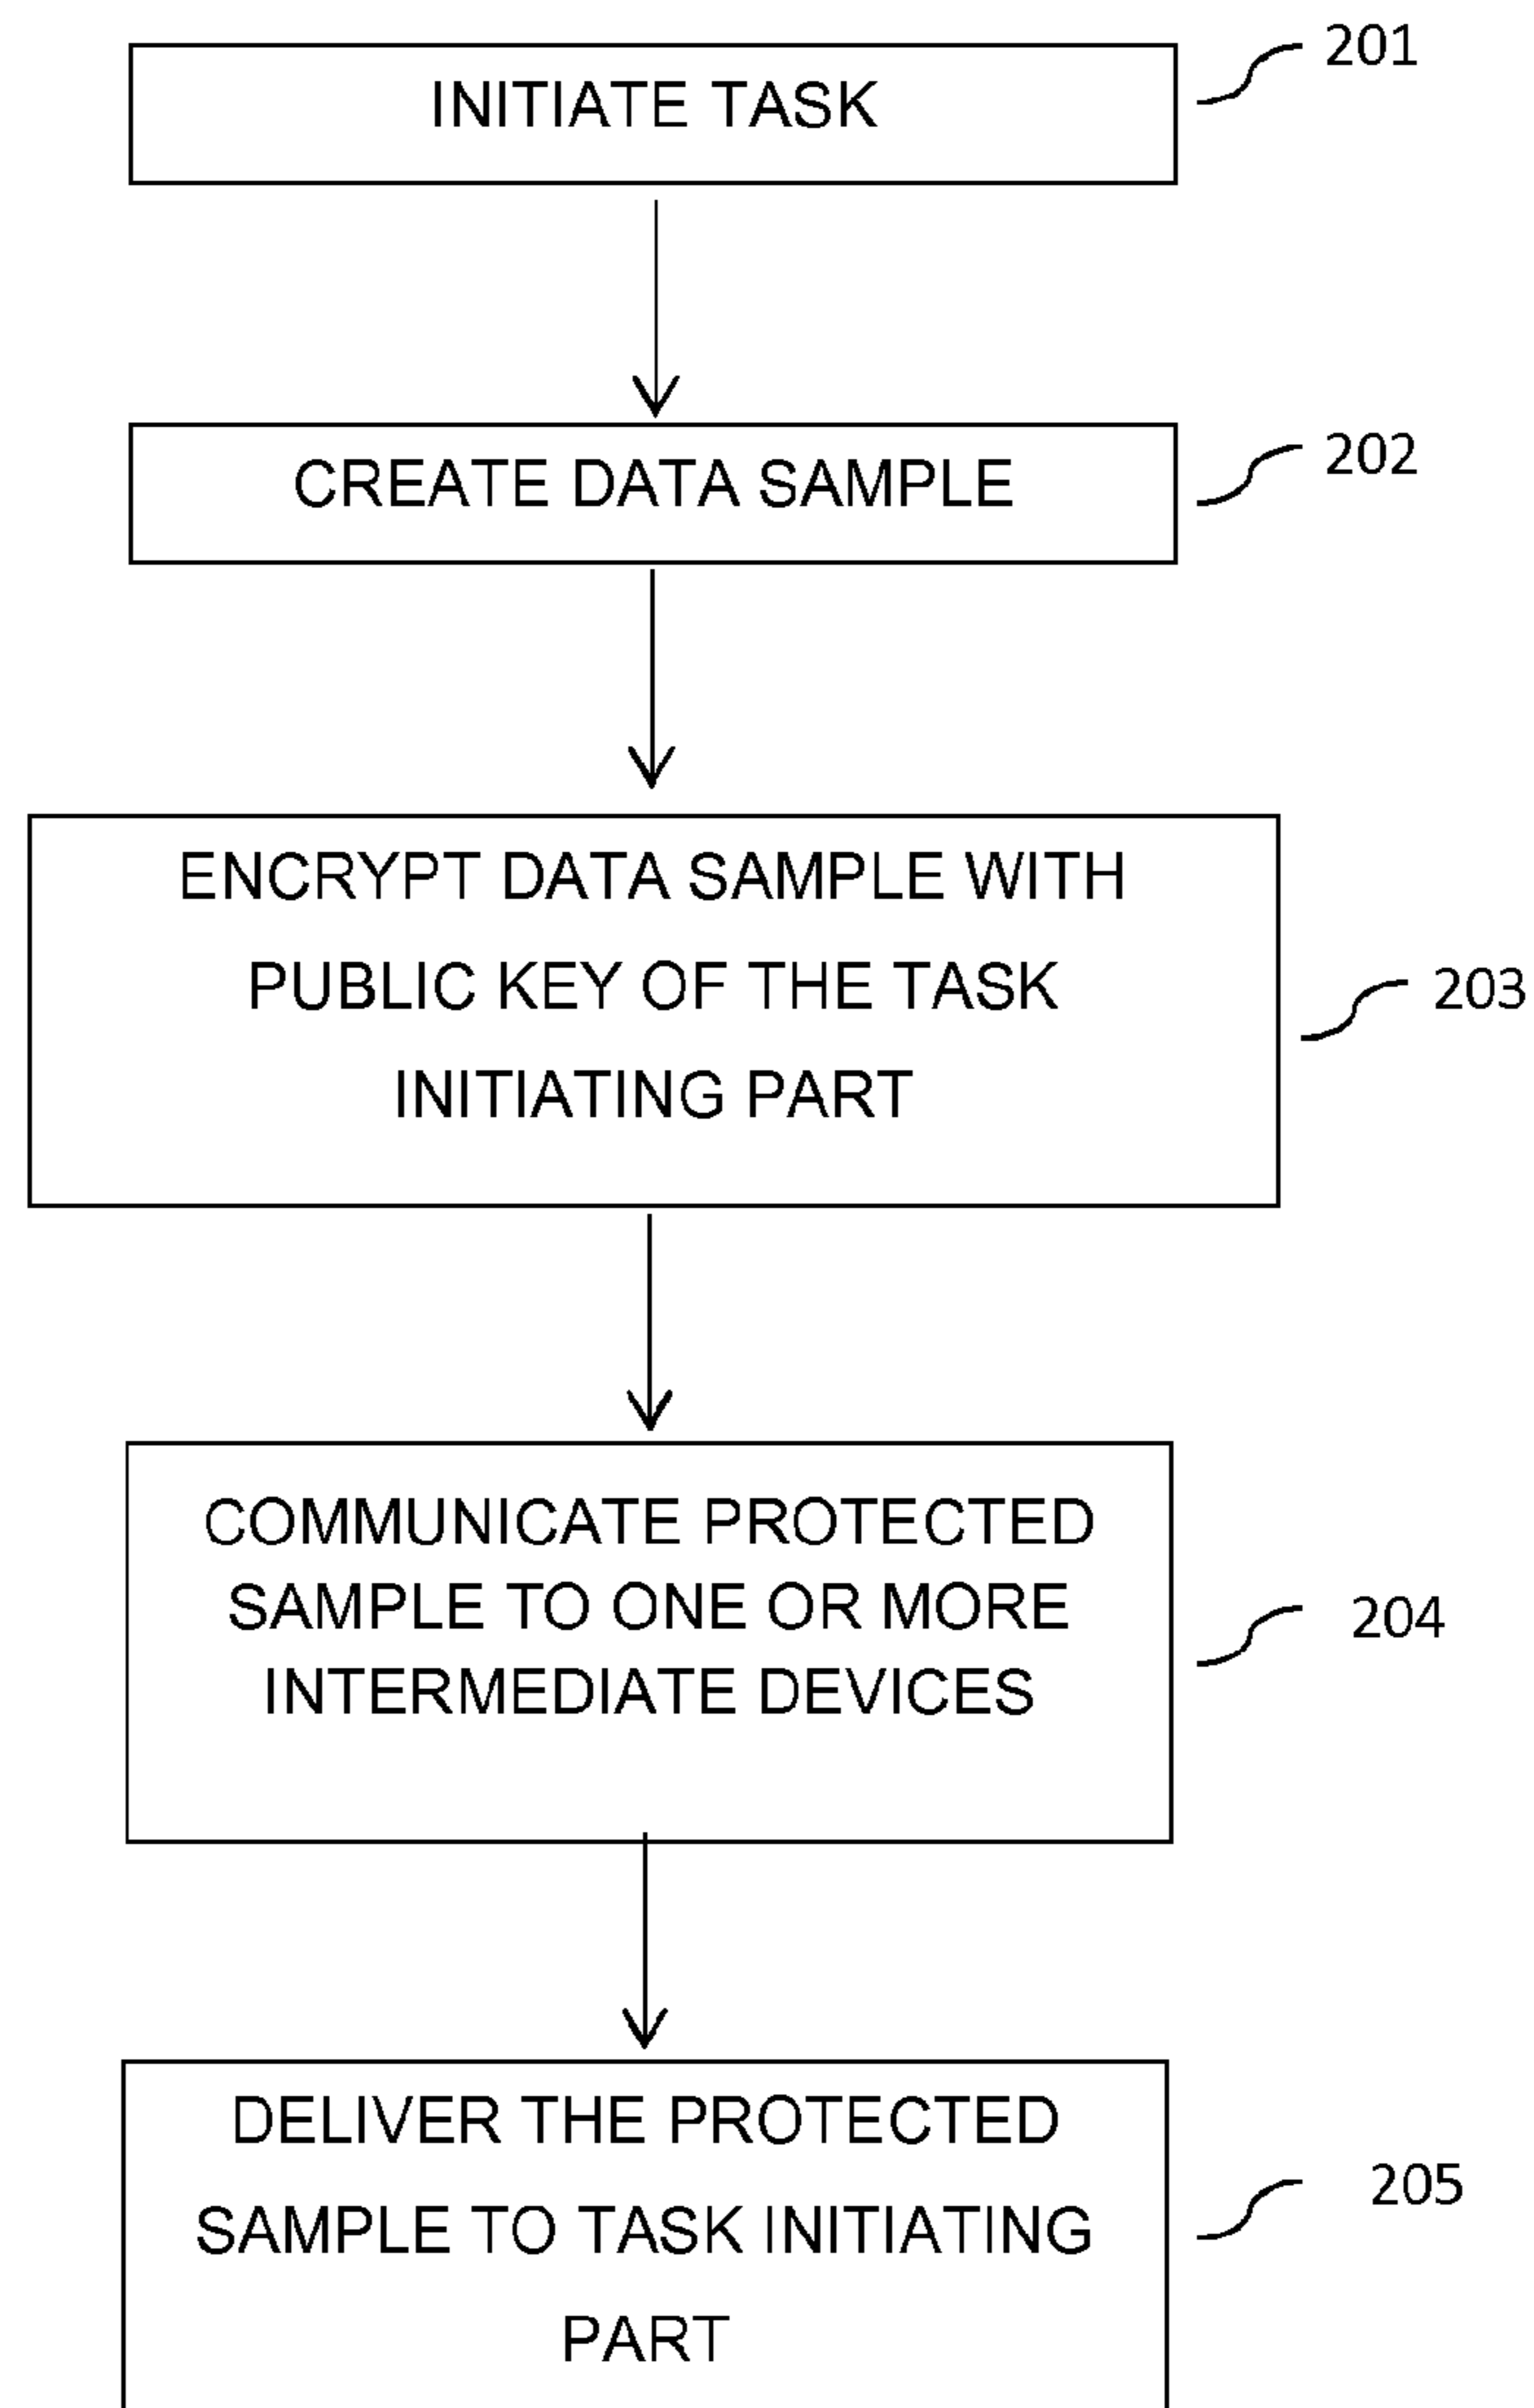 INITIATE TASK
201
CREATE DATA SAMPLE
202
ENCRYPT DATA SAMPLE WITH
PUBLIC KEY OF THE TASK
INITIATING PART
203
COMMUNICATE PROTECTED
SAMPLE TO ONE OR MORE
INTERMEDIATE DEVICES
204
DELIVER THE PROTECTED
SAMPLE TO TASK INITIATING
PART
205